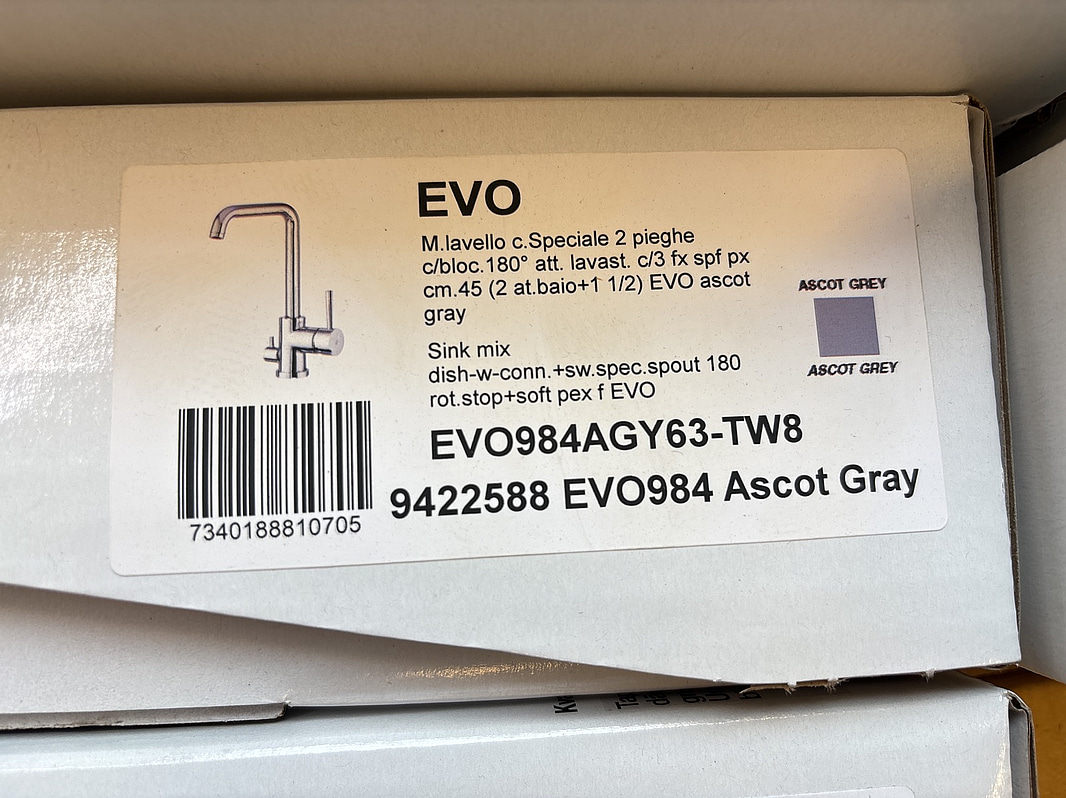 EVO
M.lavello c.Speciale 2 pieghe
c/bloc.180° att. lavast. c/3 fx spf px
cm.45 (2 at.baio+1 1/2) EVO ascot
gray
Sink mix
dish-w-conn.+sw.spec.spout 180
rot.stop+soft pex f EVO
EVO984AGY63-TW8
9422588 EVO984 Ascot Gray
ASCOT GREY
ASCOT GREY
7340188810705